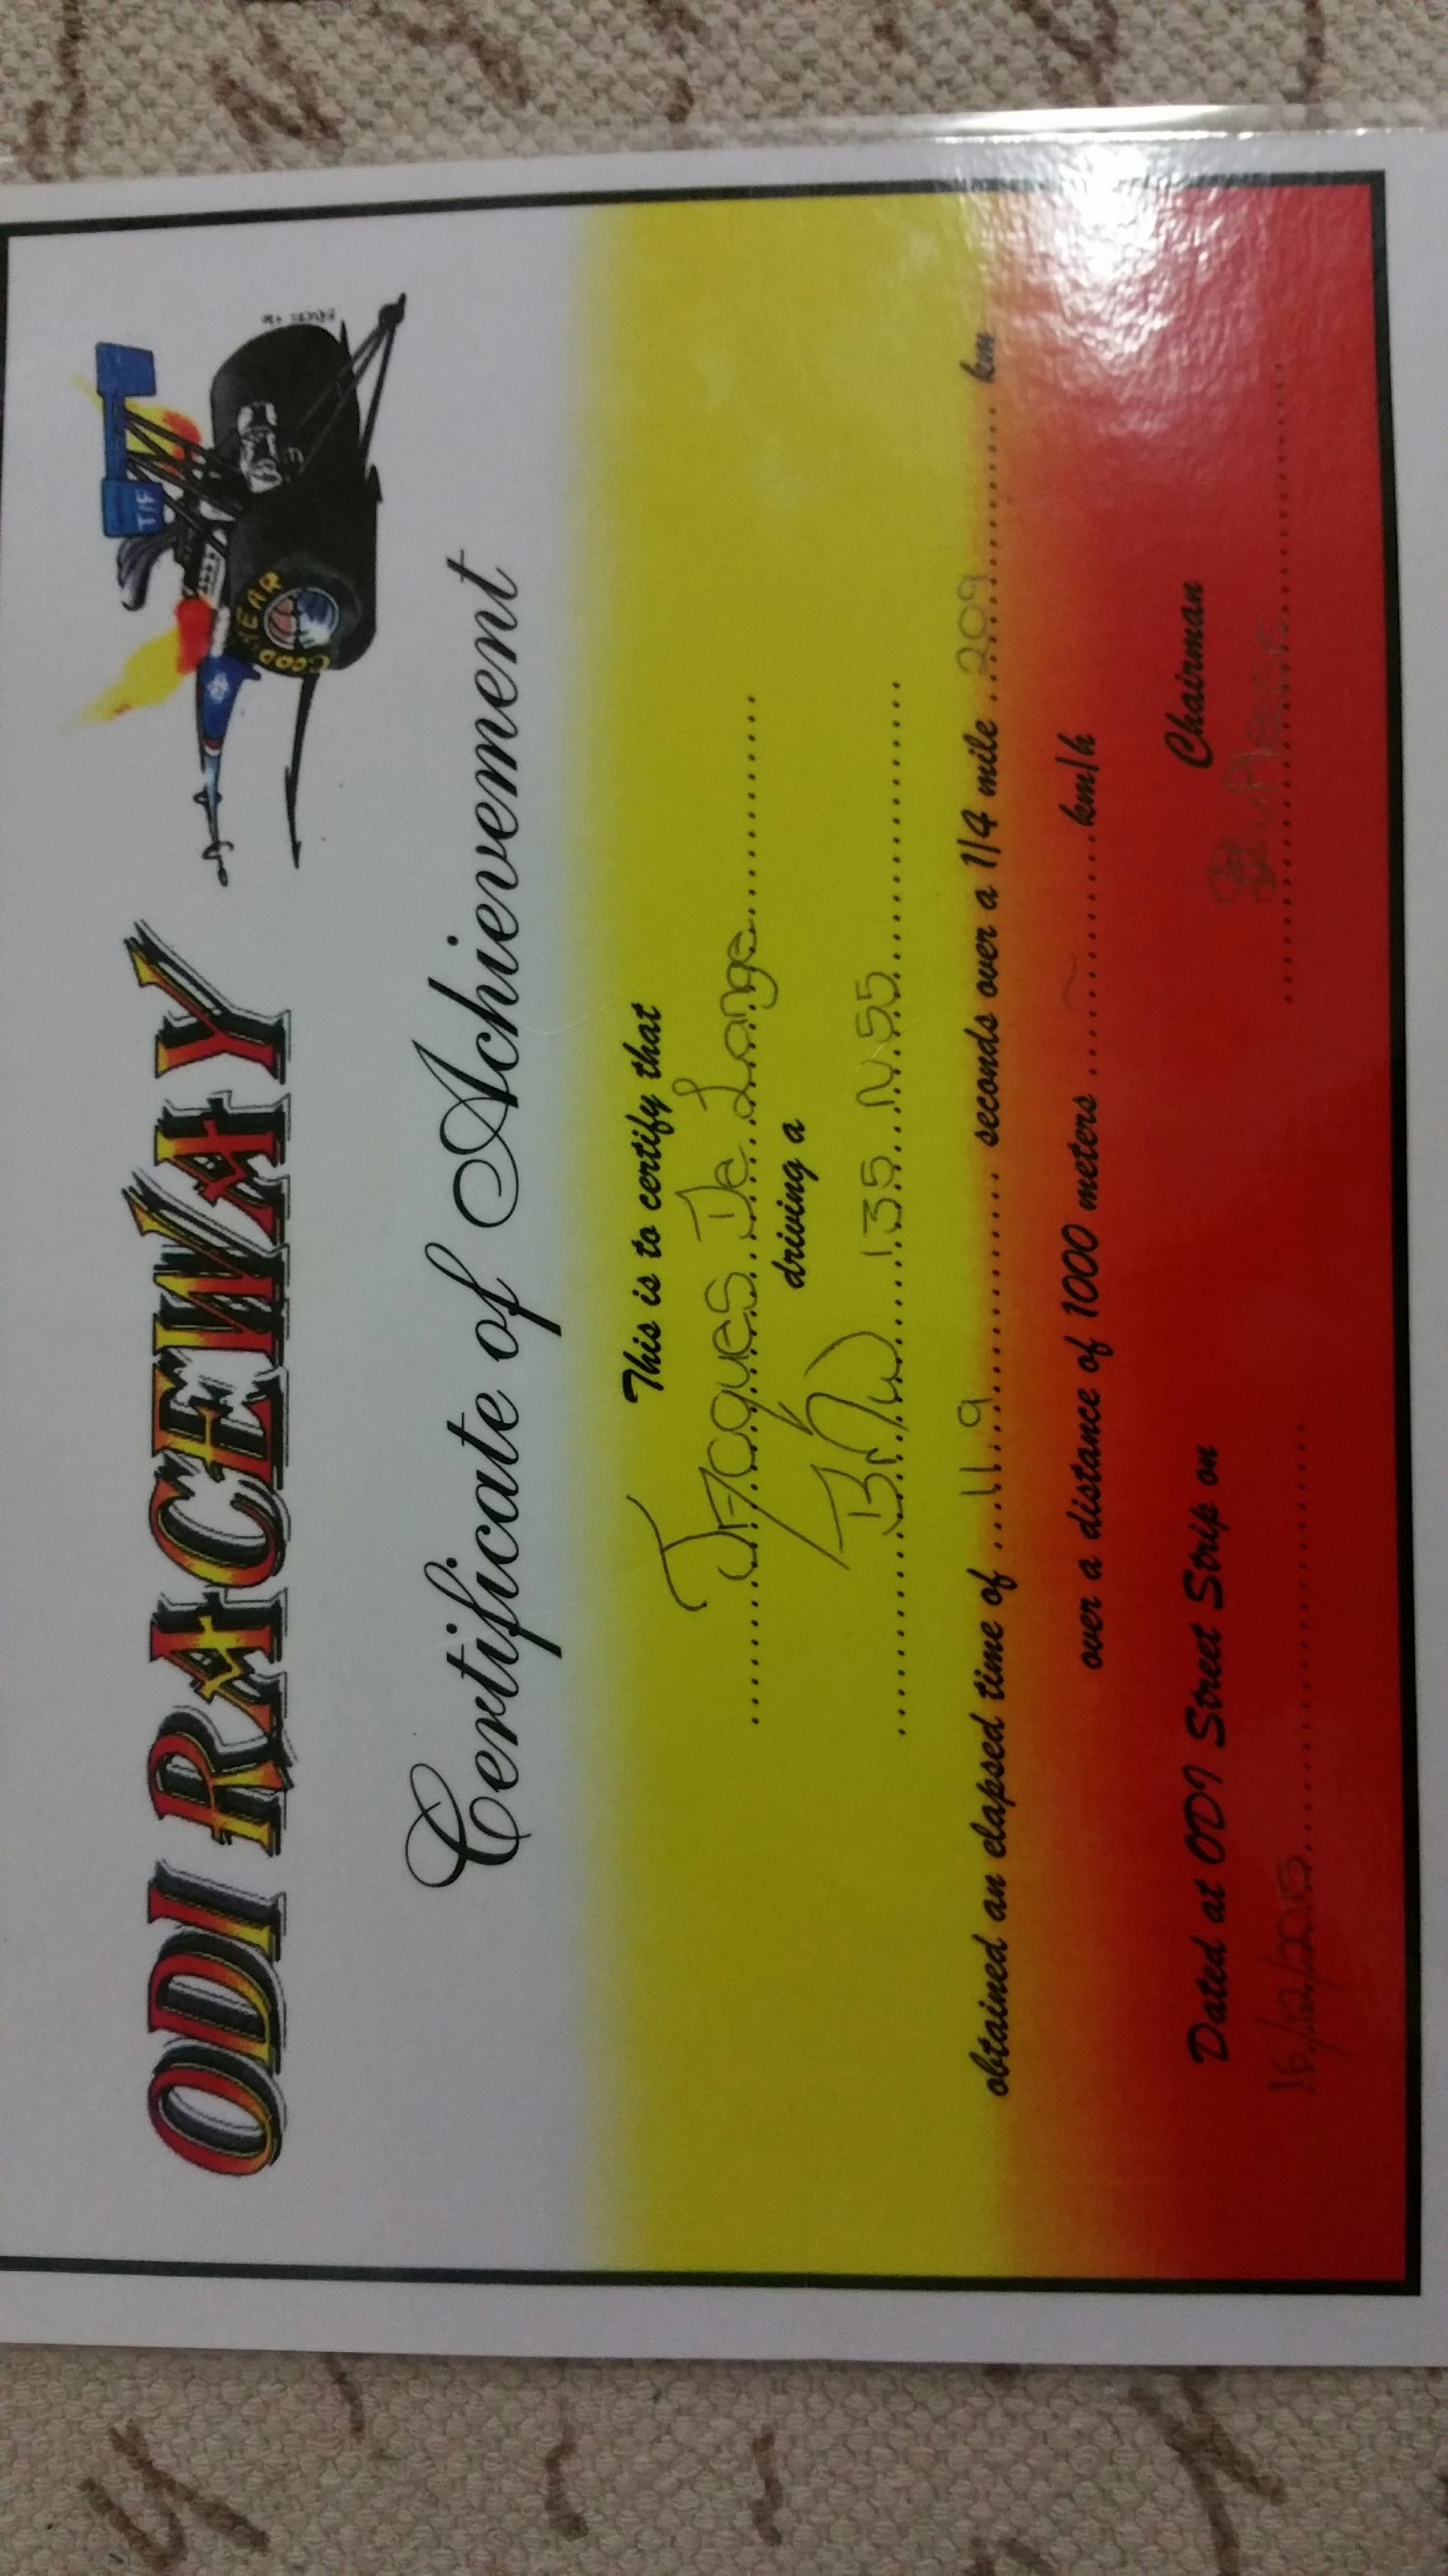 ODI RACEWAY
T/F
GOODYEAR
Certificate of Achievement
This is to certify that
Jacques De Lange
driving a
BMW 135 N55
obtained an elapsed time of ...11.9.................. seconds over a 1/4 mile ...209............... km
over a distance of 1000 meters .....~..........km/h
Dated at ODI Street Strip on
Chairman
16/12/2015